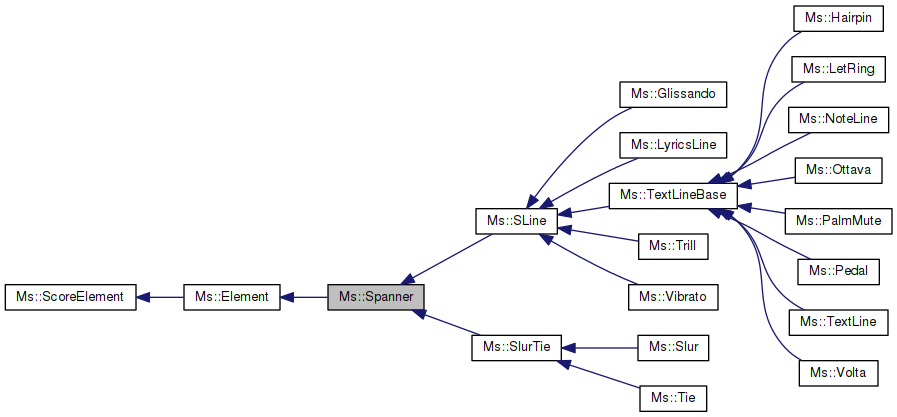 Ms::Hairpin
Ms::LetRing
Ms::Glissando
Ms::NoteLine
Ms::LyricsLine
Ms::Ottava
Ms::TextLineBase
Ms::SLine
Ms::PalmMute
Ms::Trill
Ms::Pedal
Ms::ScoreElement
Ms::Element
Ms::Spanner
Ms::Vibrato
Ms::TextLine
Ms::SlurTie
Ms::Slur
Ms::Volta
Ms::Tie